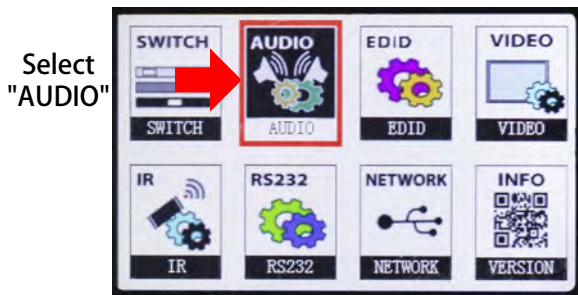 Select
"AUDIO"
SWITCH
AUDIO
EDID
VIDEO
SWITCH
AUDIO
EDID
VIDEO
IR
RS232
NETWORK
INFO
IR
RS232
NETWORK
VERSION